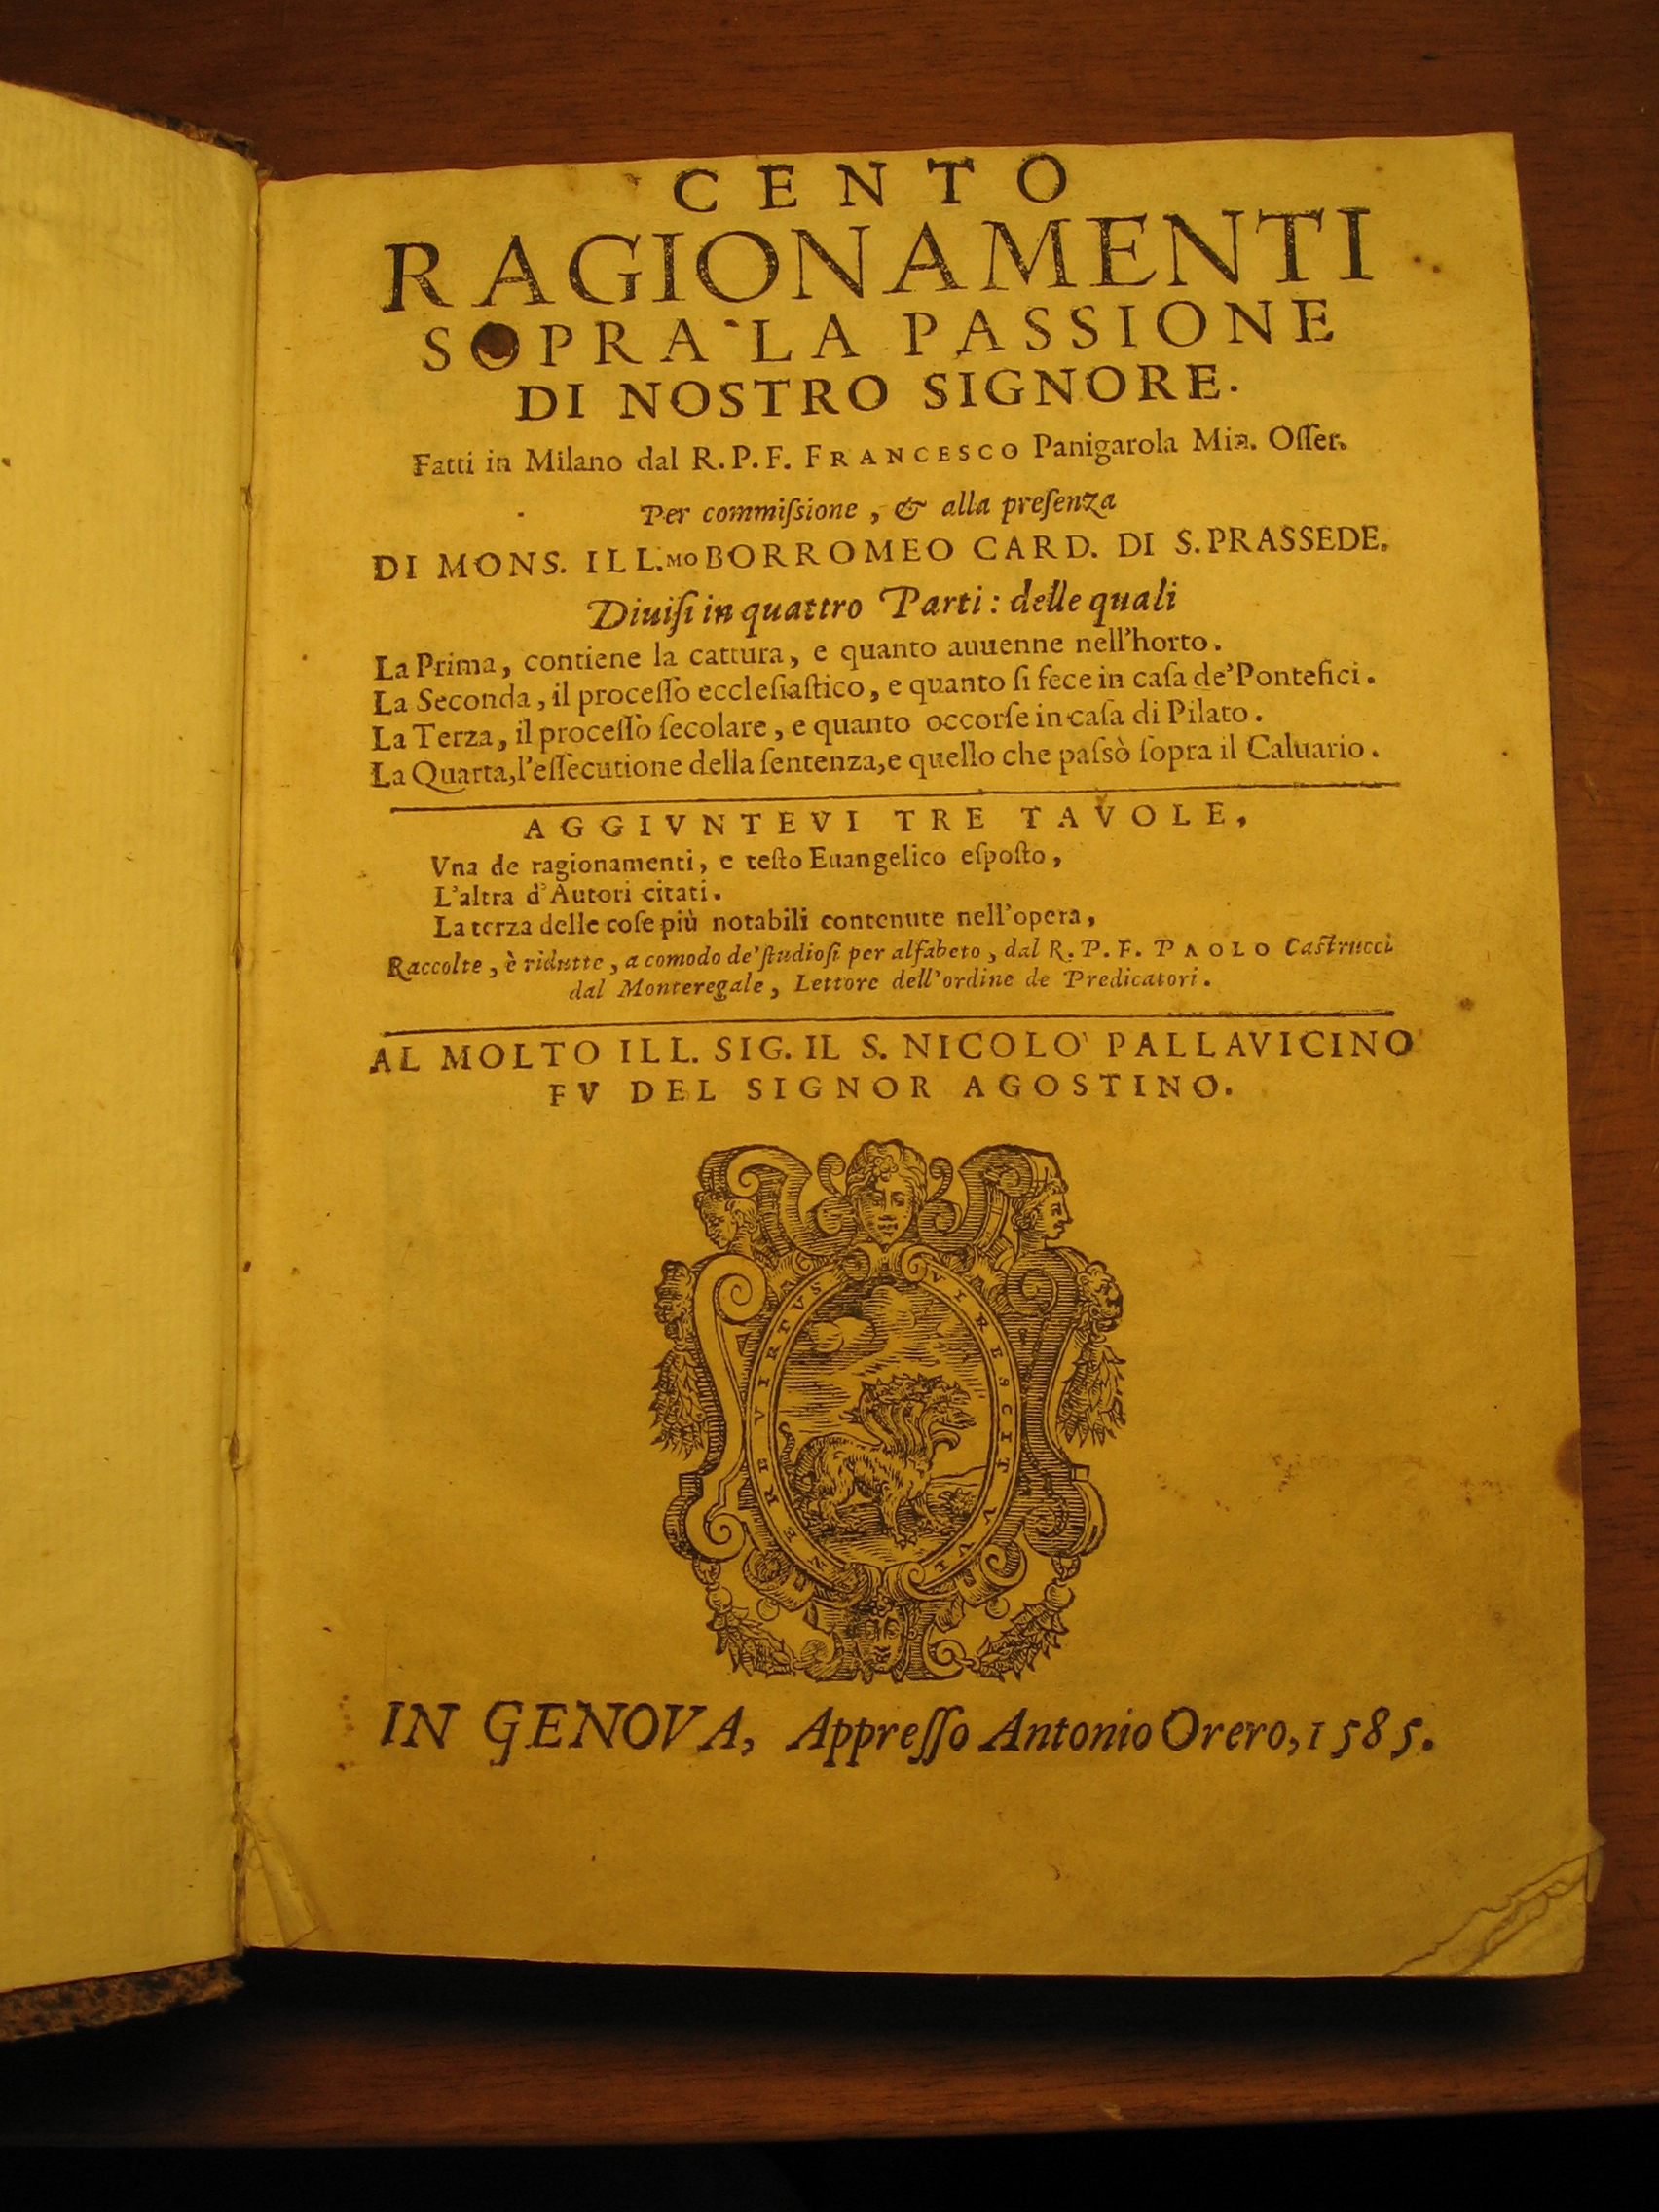 CENTO
RAGIONAMENTI
SOPRA LA PASSIONE
DI NOSTRO SIGNORE.
Fatti in Milano dal R.P.F. FRANCESCO Panigarola Min. Oſſer.
Per commiſsione, & alla preſenza
DI MONS. ILL.MO BORROMEO CARD. DI S. PRASSEDE.
Diuiſi in quattro Parti: delle quali
La Prima, contiene la cattura, e quanto auuenne nell'horto.
La Seconda, il proceſſo eccleſiaſtico, e quanto ſi fece in caſa de' Pontefici.
La Terza, il proceſſo ſecolare, e quanto occorſe in caſa di Pilato.
La Quarta, l'eſſecutione della ſentenza, e quello che paſsò ſopra il Caluario.
AGGIVNTEVI TRE TAVOLE,
Vna de ragionamenti, e teſto Euangelico eſpoſto,
L'altra d'Autori citati.
La terza delle coſe più notabili contenute nell'opera,
Raccolte, è ridutte, a comodo de' ſtudioſi per alfabeto, dal R. P. F. PAOLO Caſtrucci
dal Monteregale, Lettore dell'ordine de Predicatori.
AL MOLTO ILL. SIG. IL S. NICOLO' PALLAVICINO
FV DEL SIGNOR AGOSTINO.
VIRESCIT VULNERE VIRTVS
IN GENOVA, Appreſſo Antonio Orero, 1585.